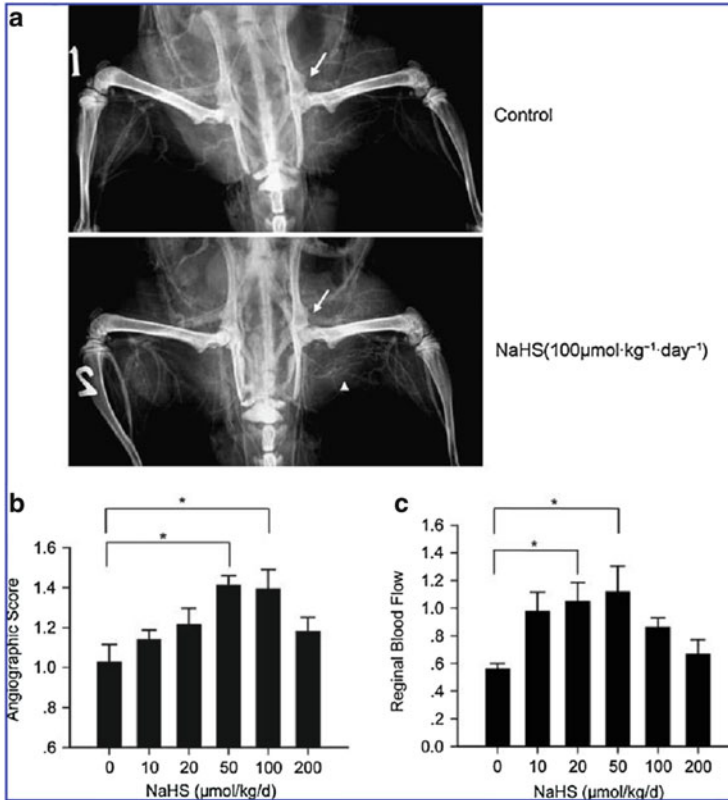 a
1
Control
2
NaHS(100µmol·kg⁻¹·day⁻¹)
b
*
*
1.6
1.4
1.2
1.0
.8
.6
Angiographic Score
0 10 20 50 100 200
NaHS (µmol/kg/d)
c
*
*
1.6
1.4
1.2
1.0
.8
.6
.4
.2
0.0
Reginal Blood Flow
0 10 20 50 100 200
NaHS (µmol/kg/d)